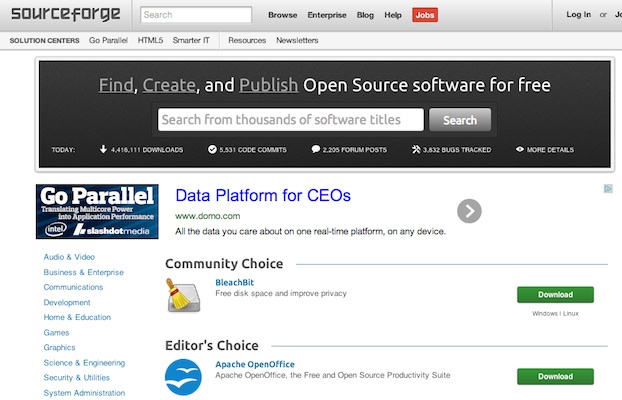 sourceforge
Search
Browse Enterprise Blog Help Jobs
Log In or Jo
SOLUTION CENTERS Go Parallel HTML5 Smarter IT Resources Newsletters
Find, Create, and Publish Open Source software for free
Search from thousands of software titles Search
TODAY: 4,416,111 DOWNLOADS 5,531 CODE COMMITS 2,205 FORUM POSTS 3,832 BUGS TRACKED MORE DETAILS
Go Parallel
Translating Multicore Power
into Application Performance
intel slashdotmedia
Data Platform for CEOs
www.domo.com
All the data you care about on one real-time platform, on any device.
Audio & Video
Business & Enterprise
Communications
Development
Home & Education
Games
Graphics
Science & Engineering
Security & Utilities
System Administration
Community Choice
BleachBit
Free disk space and improve privacy
Download
Windows | Linux
Editor's Choice
Apache OpenOffice
Apache OpenOffice, the Free and Open Source Productivity Suite
Download